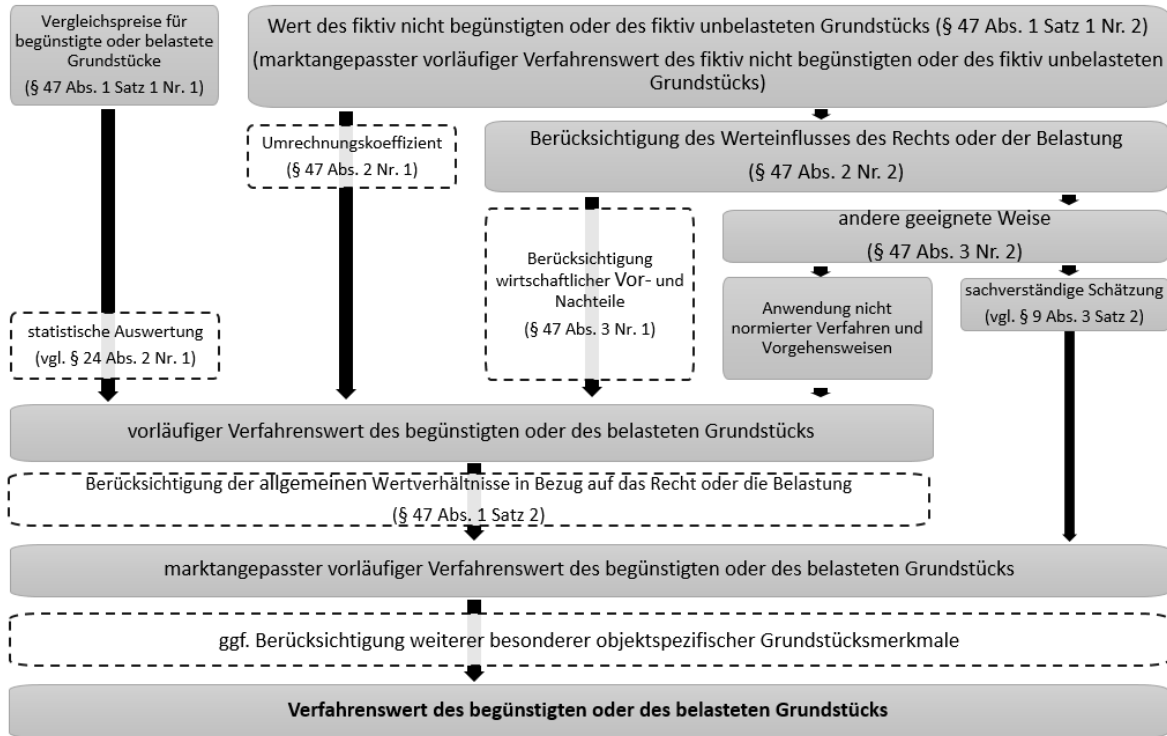 Vergleichspreise für
begünstigte oder belastete
Grundstücke
(§ 47 Abs. 1 Satz 1 Nr. 1)
Wert des fiktiv nicht begünstigten oder des fiktiv unbelasteten Grundstücks (§ 47 Abs. 1 Satz 1 Nr. 2)
(marktangepasster vorläufiger Verfahrenswert des fiktiv nicht begünstigten oder des fiktiv unbelasteten
Grundstücks)
Umrechnungskoeffizient
(§ 47 Abs. 2 Nr. 1)
Berücksichtigung des Werteinflusses des Rechts oder der Belastung
(§ 47 Abs. 2 Nr. 2)
andere geeignete Weise
(§ 47 Abs. 3 Nr. 2)
Berücksichtigung
wirtschaftlicher Vor- und
Nachteile
(§ 47 Abs. 3 Nr. 1)
Anwendung nicht
normierter Verfahren und
Vorgehensweisen
sachverständige Schätzung
(vgl. § 9 Abs. 3 Satz 2)
statistische Auswertung
(vgl. § 24 Abs. 2 Nr. 1)
vorläufiger Verfahrenswert des begünstigten oder des belasteten Grundstücks
Berücksichtigung der allgemeinen Wertverhältnisse in Bezug auf das Recht oder die Belastung
(§ 47 Abs. 1 Satz 2)
marktangepasster vorläufiger Verfahrenswert des begünstigten oder des belasteten Grundstücks
ggf. Berücksichtigung weiterer besonderer objektspezifischer Grundstücksmerkmale
Verfahrenswert des begünstigten oder des belasteten Grundstücks